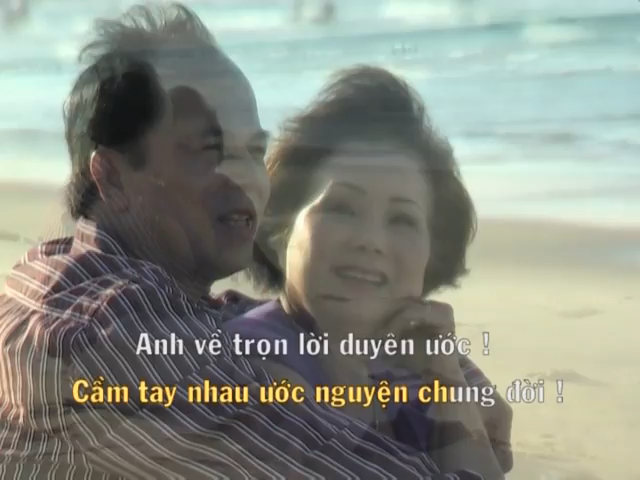 Anh về trọn lời duyên ước !
Cầm tay nhau ước nguyện chung đời !